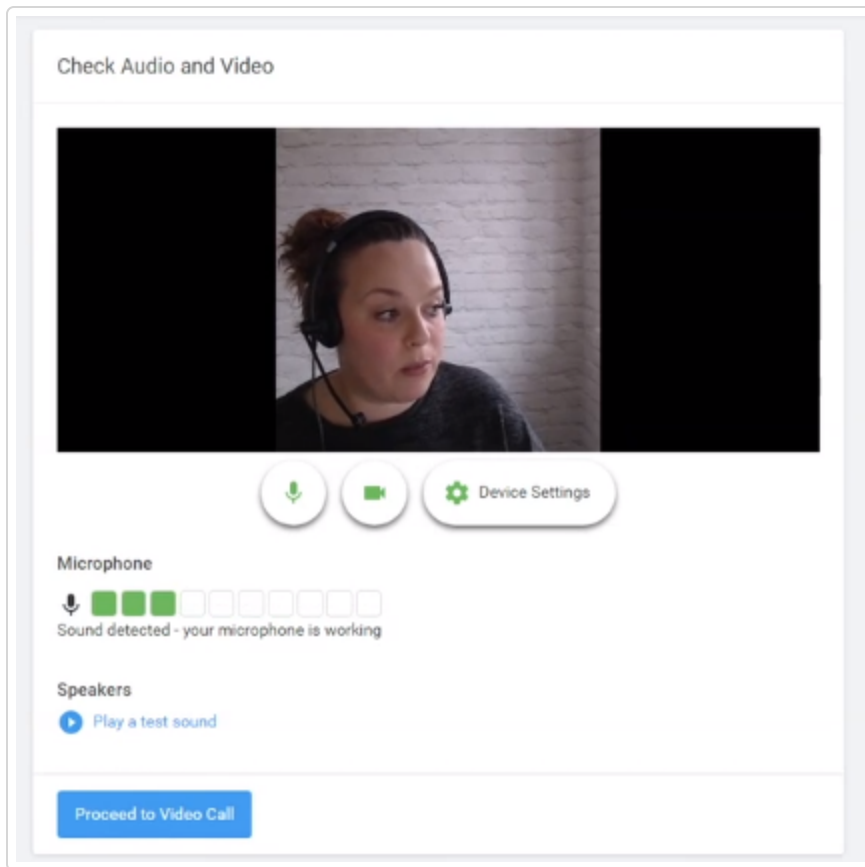 Check Audio and Video
Device Settings
Microphone
Sound detected - your microphone is working
Speakers
Play a test sound
Proceed to Video Call